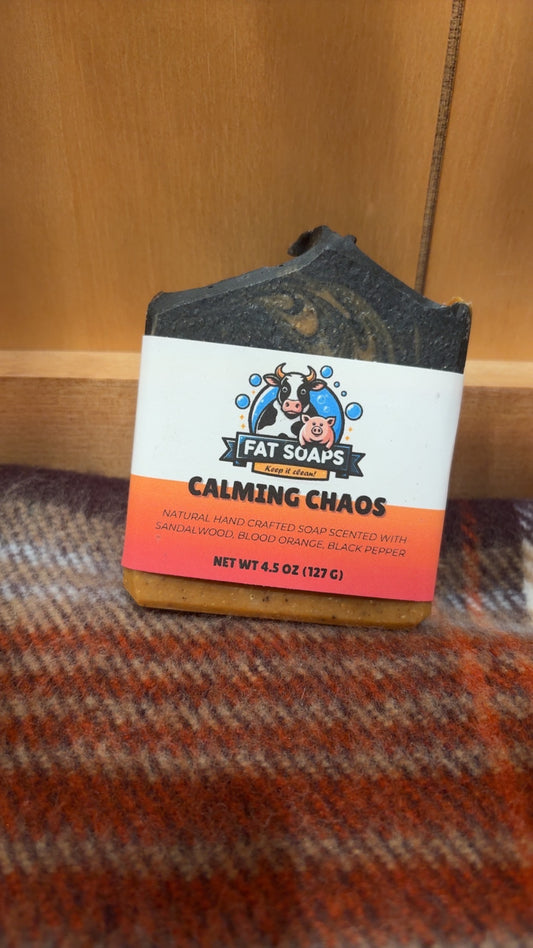 FAT SOAPS
Keep it clean!
CALMING CHAOS
NATURAL HAND CRAFTED SOAP SCENTED WITH
SANDALWOOD, BLOOD ORANGE, BLACK PEPPER
NET WT 4.5 OZ (127 G)